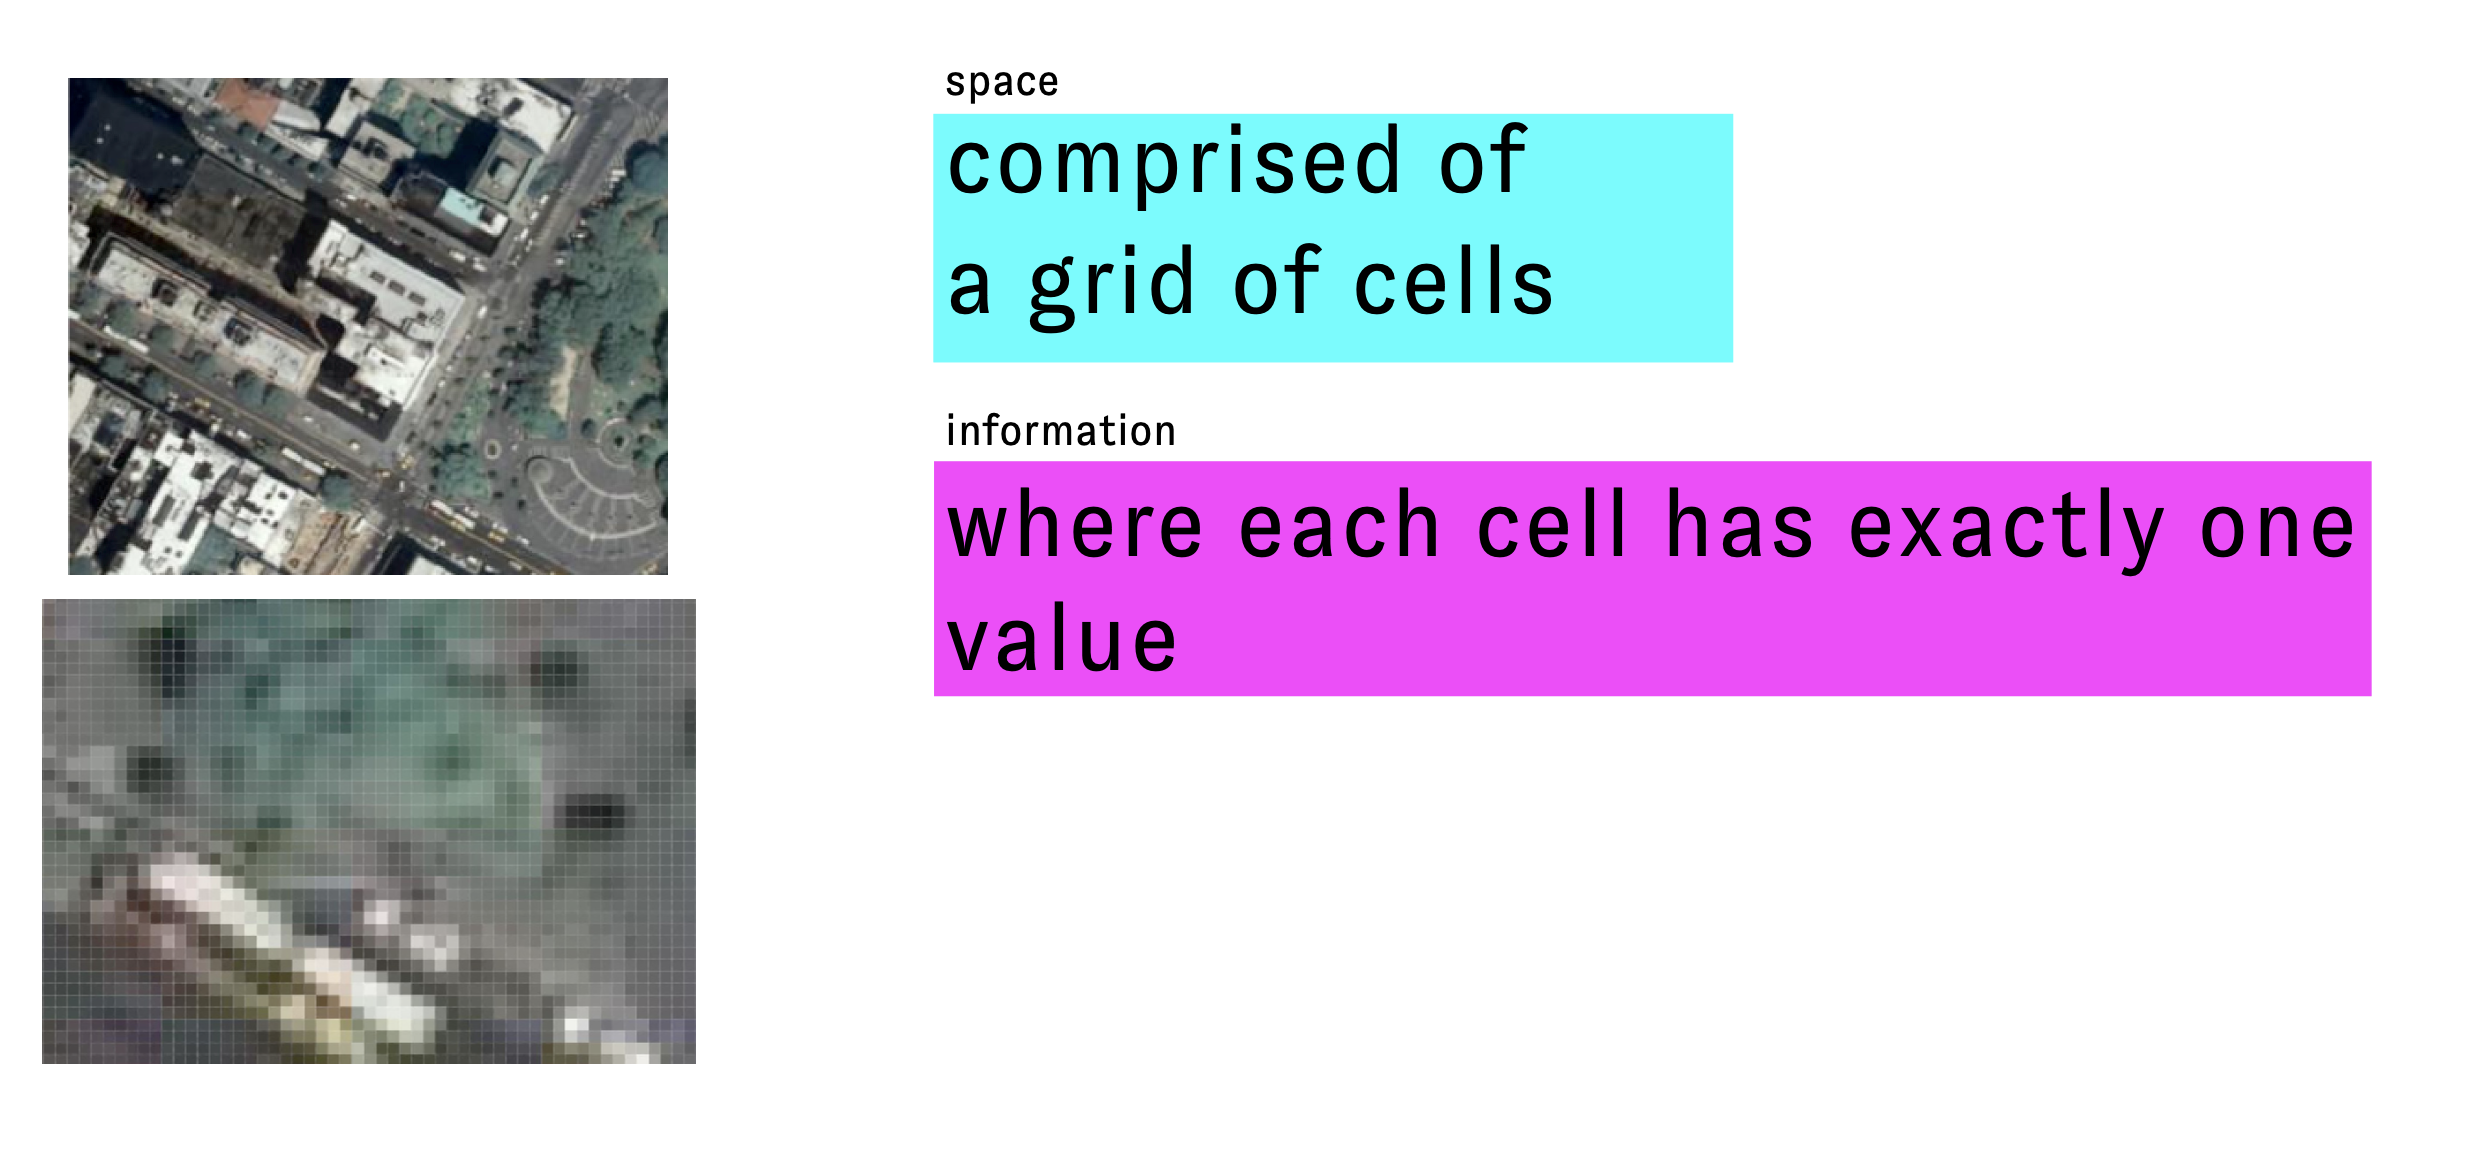 space
comprised of
a grid of cells
information
where each cell has exactly one
value